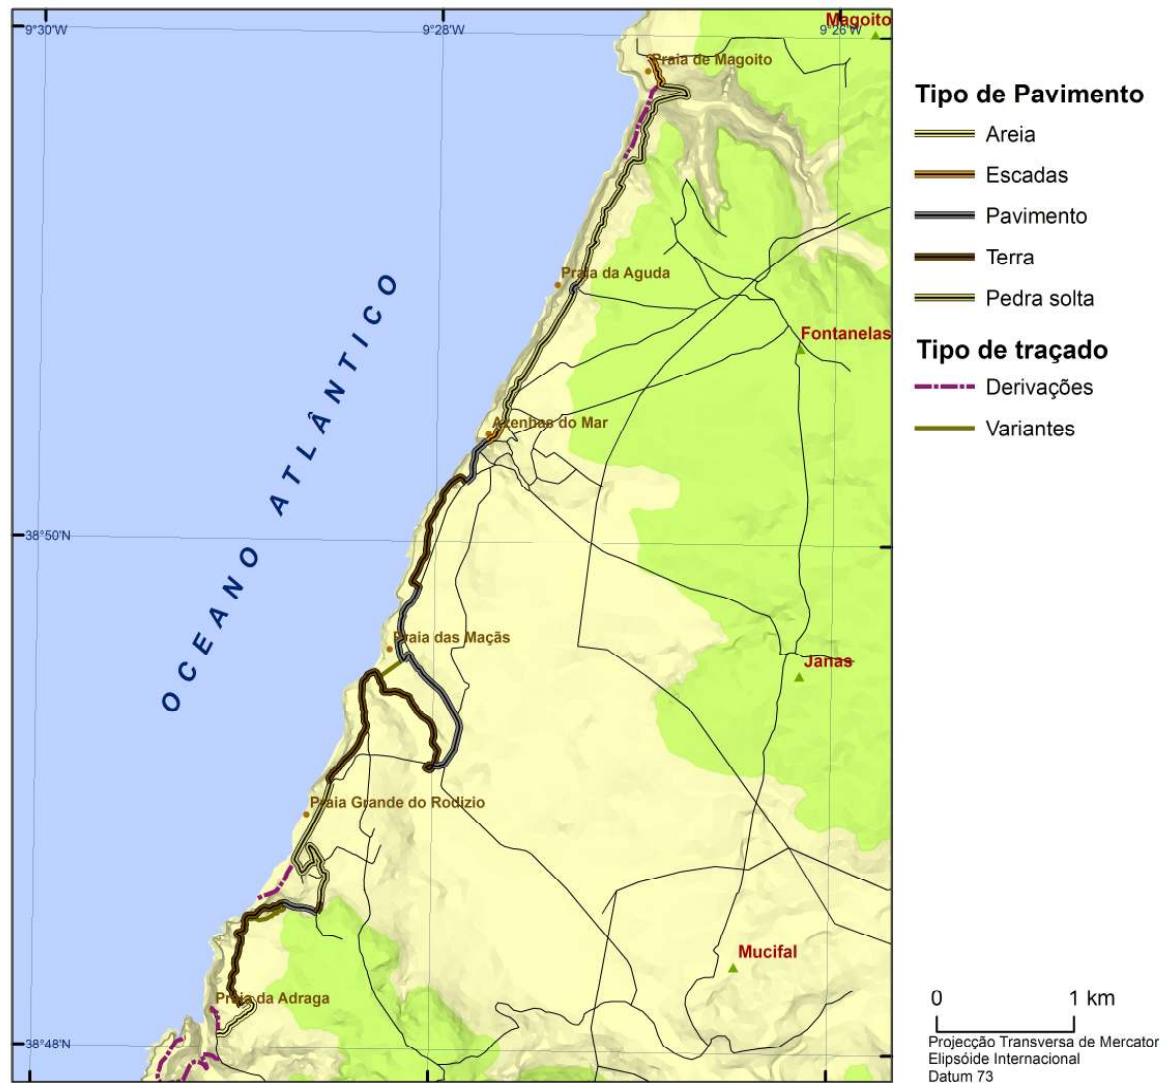 9°30'W
9°28'W
9°26'W
Magoito
Praia de Magoito
Tipo de Pavimento
Areia
Escadas
Pavimento
Terra
Pedra solta
Tipo de traçado
Derivações
Variantes
Praia da Aguda
Fontanelas
Azenhas do Mar
OCEANO ATLÂNTICO
38°50'N
Praia das Maçãs
Janas
Praia Grande do Rodizio
Mucifal
Praia da Adraga
38°48'N
0 1 km
Projecção Transversa de Mercator
Elipsóide Internacional
Datum 73